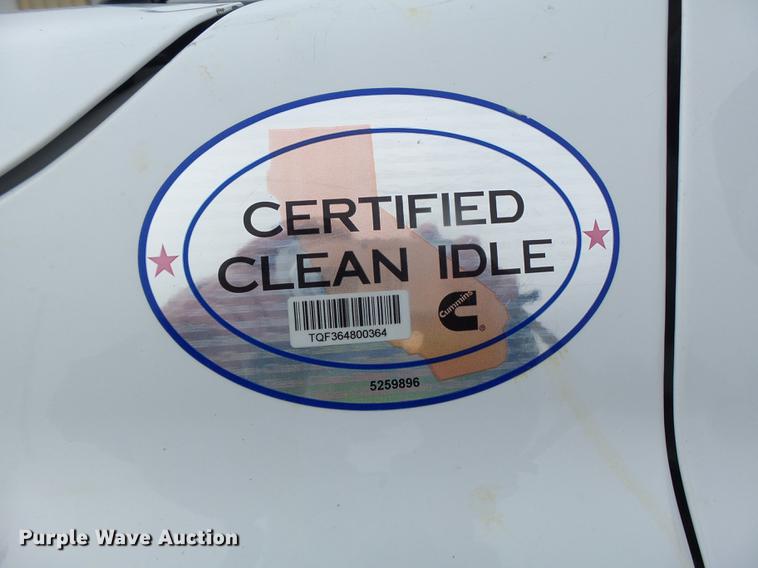 CERTIFIED
CLEAN IDLE
TQF364800364
Cummins
®
5259896
Purple Wave Auction